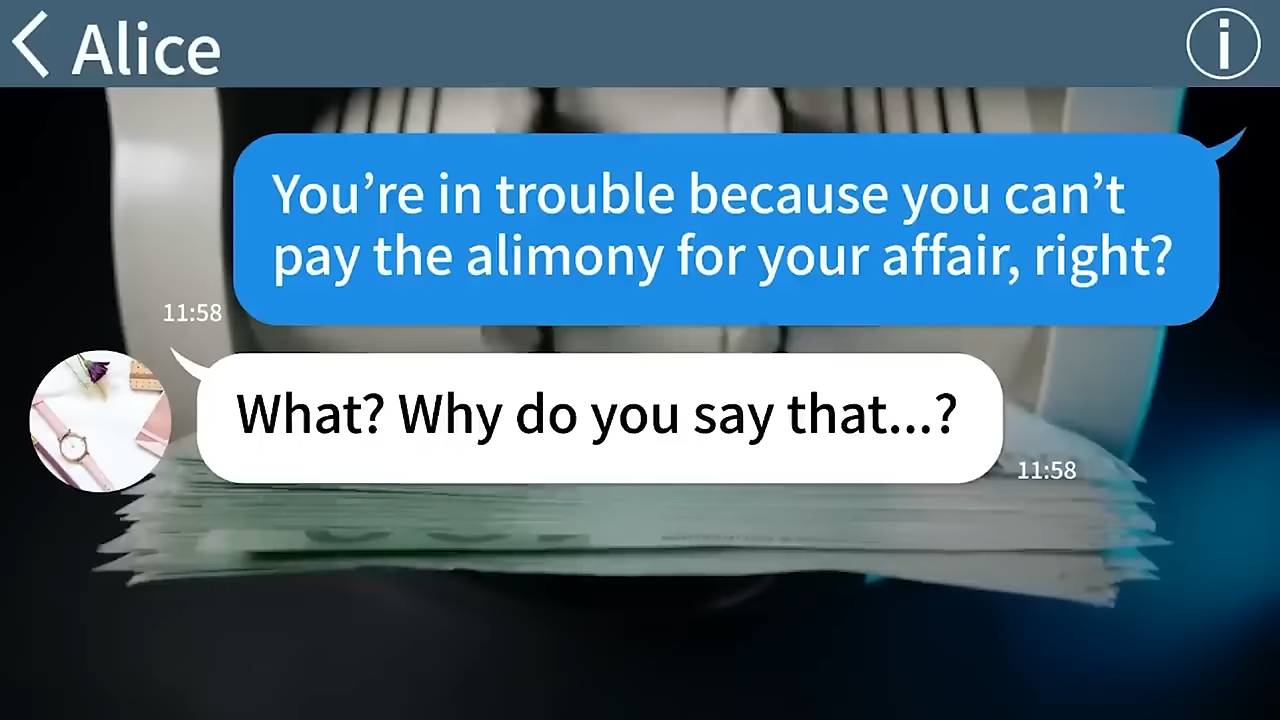 Alice
You’re in trouble because you can’t
pay the alimony for your affair, right?
11:58
What? Why do you say that...?
11:58